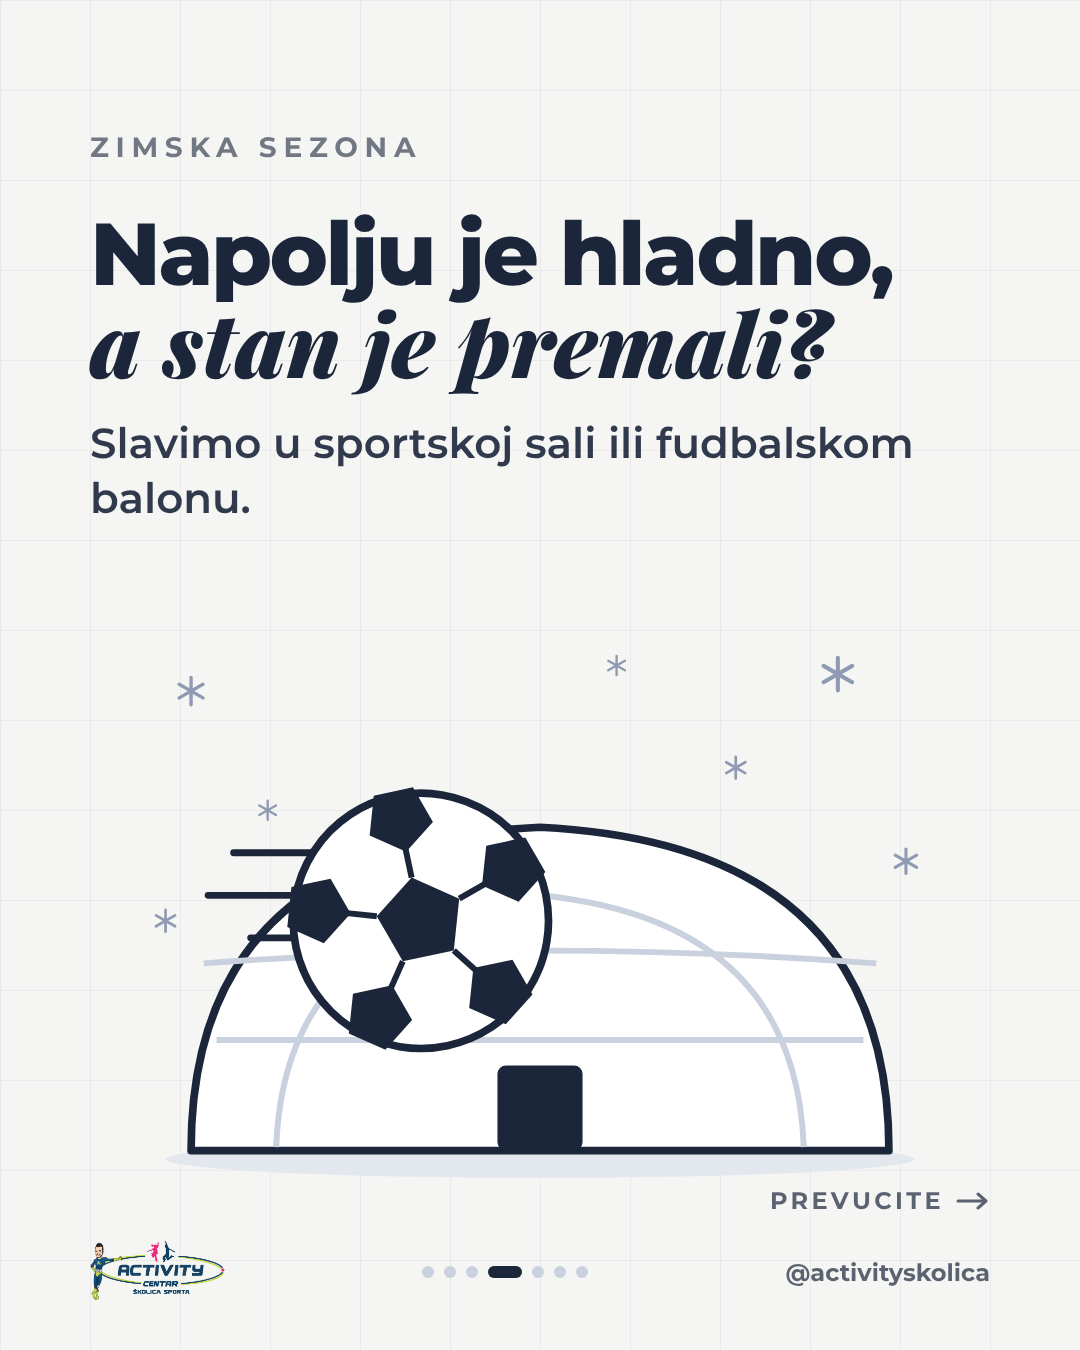 ZIMSKA SEZONA
Napolju je hladno,
a stan je premali?
Slavimo u sportskoj sali ili fudbalskom
balonu.
PREVUCITE →
ACTIVITY
CENTAR
ŠKOLICA SPORTA
@activityskolica